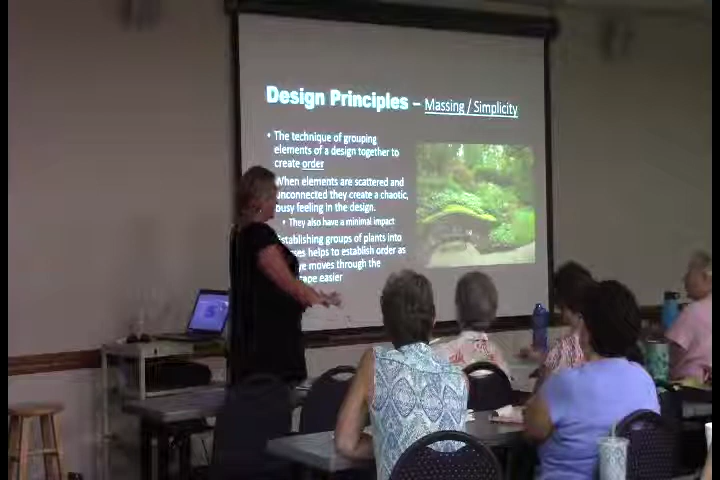 Design Principles – Massing / Simplicity
• The technique of grouping
elements of a design together to
create order
When elements are scattered and
unconnected they create a chaotic,
busy feeling in the design.
• They also have a minimal impact
Establishing groups of plants into
helps to establish order as
moves through the
easier